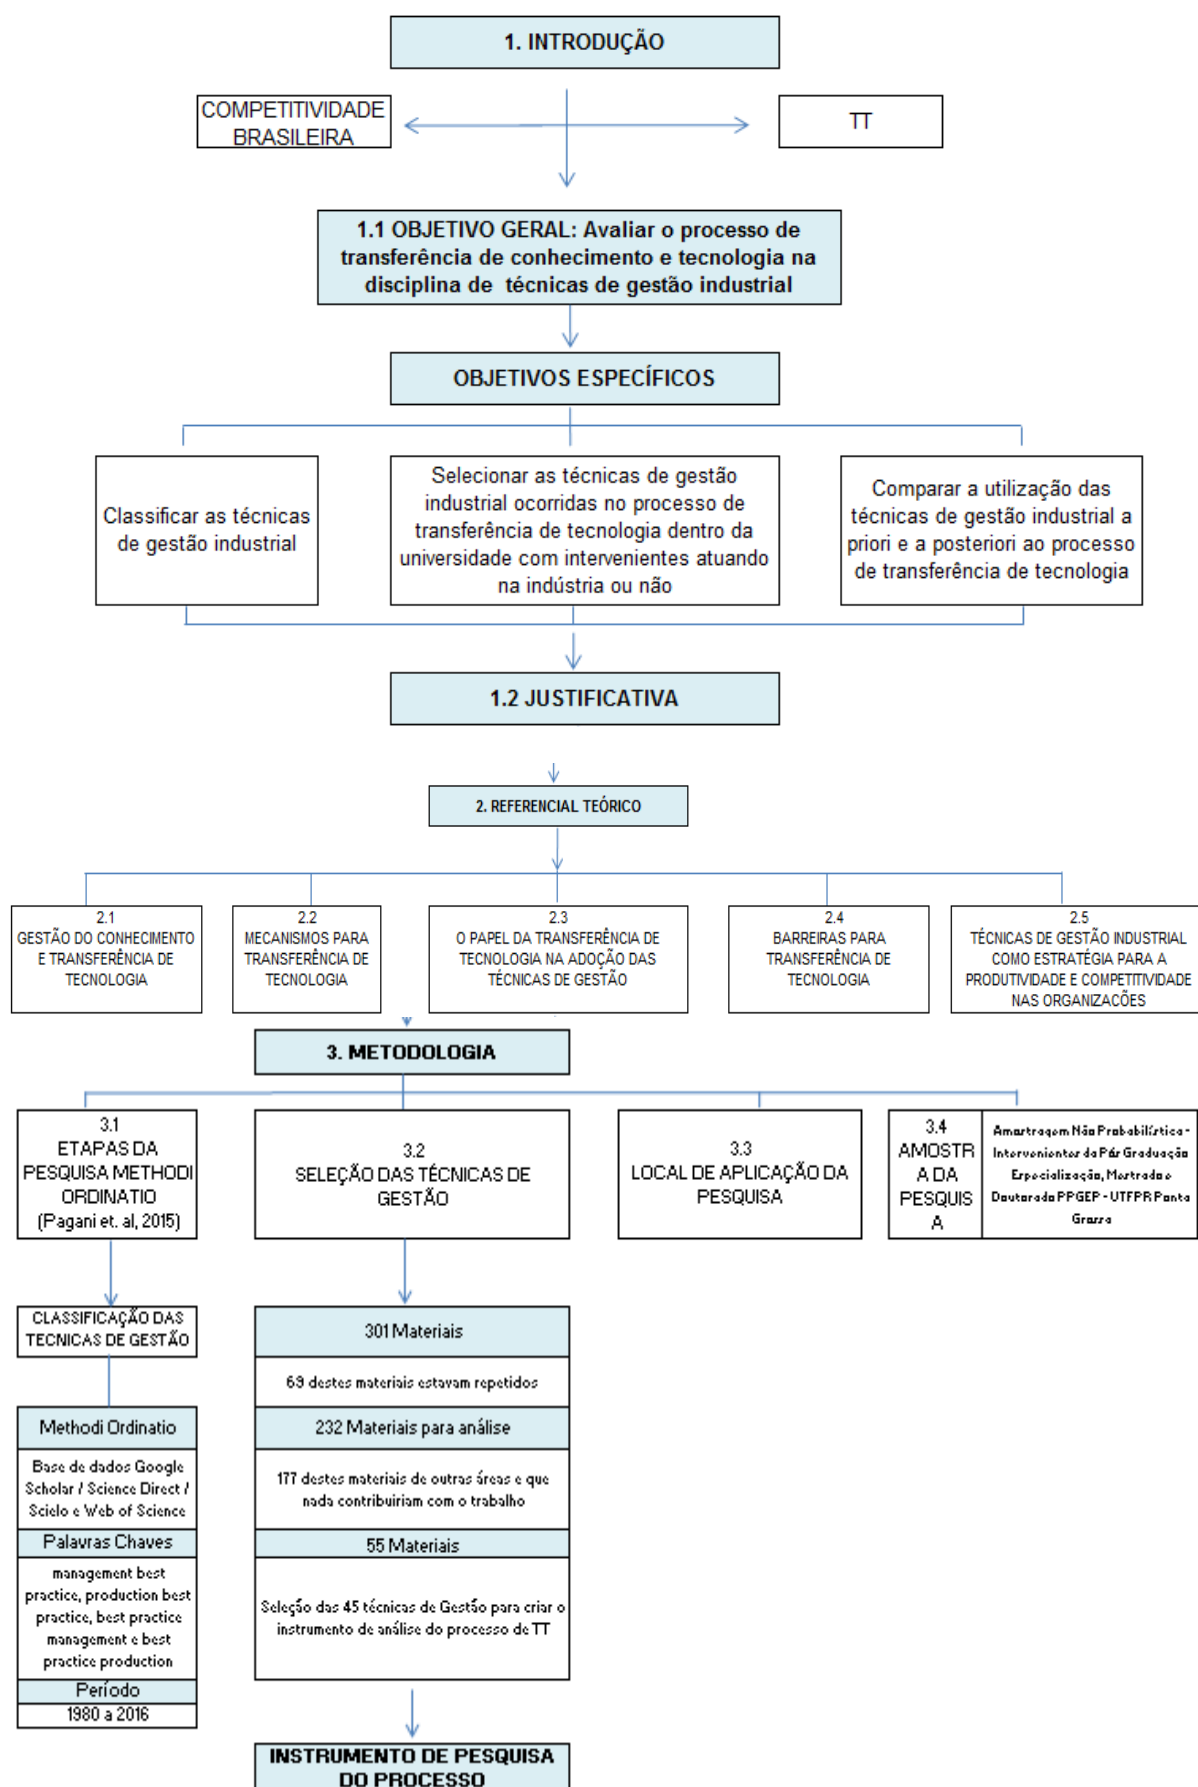 1. INTRODUÇÃO
COMPETITIVIDADE
BRASILEIRA
TT
1.1 OBJETIVO GERAL: Avaliar o processo de
transferência de conhecimento e tecnologia na
disciplina de técnicas de gestão industrial
OBJETIVOS ESPECÍFICOS
Classificar as técnicas
de gestão industrial
Selecionar as técnicas de gestão
industrial ocorridas no processo de
transferência de tecnologia dentro da
universidade com intervenientes atuando
na indústria ou não
Comparar a utilização das
técnicas de gestão industrial a
priori e a posteriori ao processo
de transferência de tecnologia
1.2 JUSTIFICATIVA
2. REFERENCIAL TEÓRICO
2.1
GESTÃO DO CONHECIMENTO
E TRANSFERÊNCIA DE
TECNOLOGIA
2.2
MECANISMOS PARA
TRANSFERÊNCIA DE
TECNOLOGIA
2.3
O PAPEL DA TRANSFERÊNCIA DE
TECNOLOGIA NA ADOÇÃO DAS
TÉCNICAS DE GESTÃO
2.4
BARREIRAS PARA
TRANSFERÊNCIA DE
TECNOLOGIA
2.5
TÉCNICAS DE GESTÃO INDUSTRIAL
COMO ESTRATÉGIA PARA A
PRODUTIVIDADE E COMPETITIVIDADE
NAS ORGANIZACÕES
3. METODOLOGIA
3.1
ETAPAS DA
PESQUISA METHODI
ORDINATIO
(Pagani et. al, 2015)
3.2
SELEÇÃO DAS TÉCNICAS DE
GESTÃO
3.3
LOCAL DE APLICAÇÃO DA
PESQUISA
3.4
AMOSTR
A DA
PESQUIS
A
Amostragem Não Probabilística -
Intervenientes da Pós Graduação
Especialização, Mestrado e
Doutorado PPGEP - UTFPR Ponta
Grossa
CLASSIFICAÇÃO DAS
TECNICAS DE GESTÃO
Methodi Ordinatio
Base de dados Google
Scholar / Science Direct /
Scielo e Web of Science
Palavras Chaves
management best
practice, production best
practice, best practice
management e best
practice production
Período
1980 a 2016
301 Materiais
69 destes materiais estavam repetidos
232 Materiais para análise
177 destes materiais de outras áreas e que
nada contribuiriam com o trabalho
55 Materiais
Seleção das 45 técnicas de Gestão para criar o
instrumento de análise do processo de TT
INSTRUMENTO DE PESQUISA
DO PROCESSO